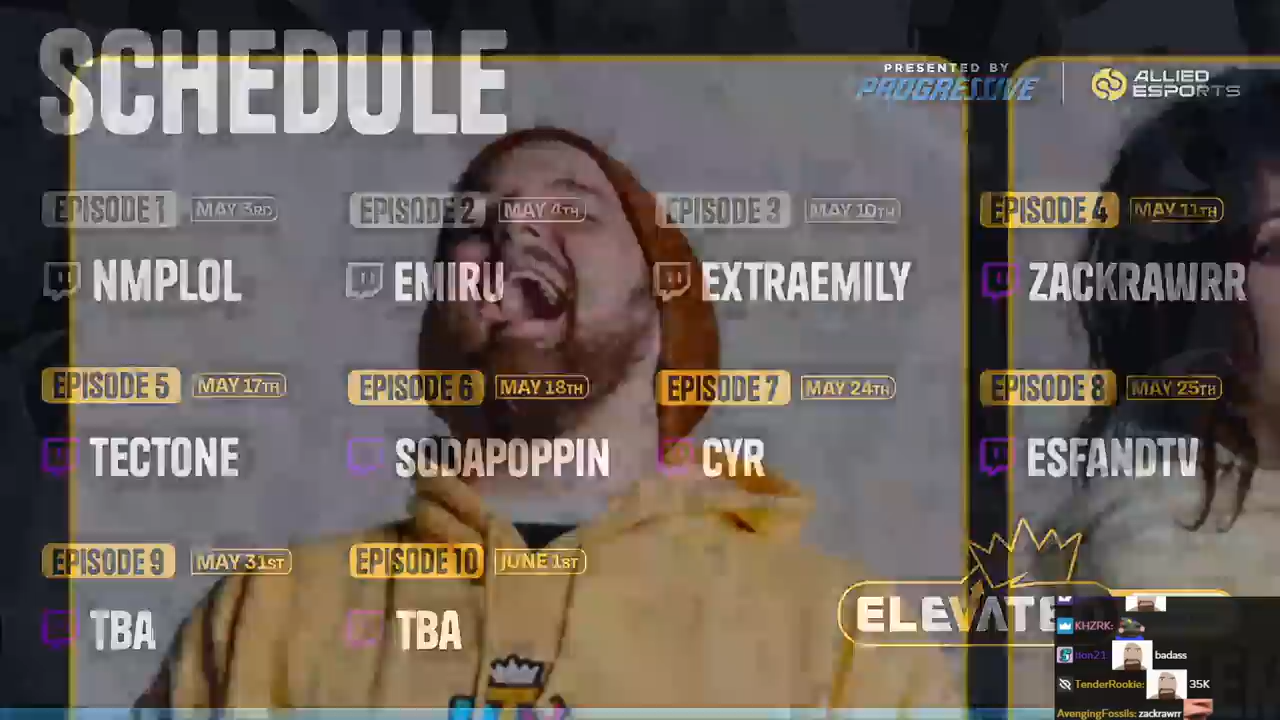 SCHEDULE
PRESENTED BY
PROGRESSIVE
ALLIED
ESPORTS
EPISODE 1 MAY 3RD
NMPLOL
EPISODE 2 MAY 4TH
EMIRU
EPISODE 3 MAY 10TH
EXTRAEMILY
EPISODE 4 MAY 11TH
ZACKRAWRR
EPISODE 5 MAY 17TH
TECTONE
EPISODE 6 MAY 18TH
SODAPOPPIN
EPISODE 7 MAY 24TH
CYR
EPISODE 8 MAY 25TH
ESFANDTV
EPISODE 9 MAY 31ST
TBA
EPISODE 10 JUNE 1ST
TBA
ELEVATE
KHZRK:
badass
TenderRookie: 35K
AvengingFossils: zackrawrr